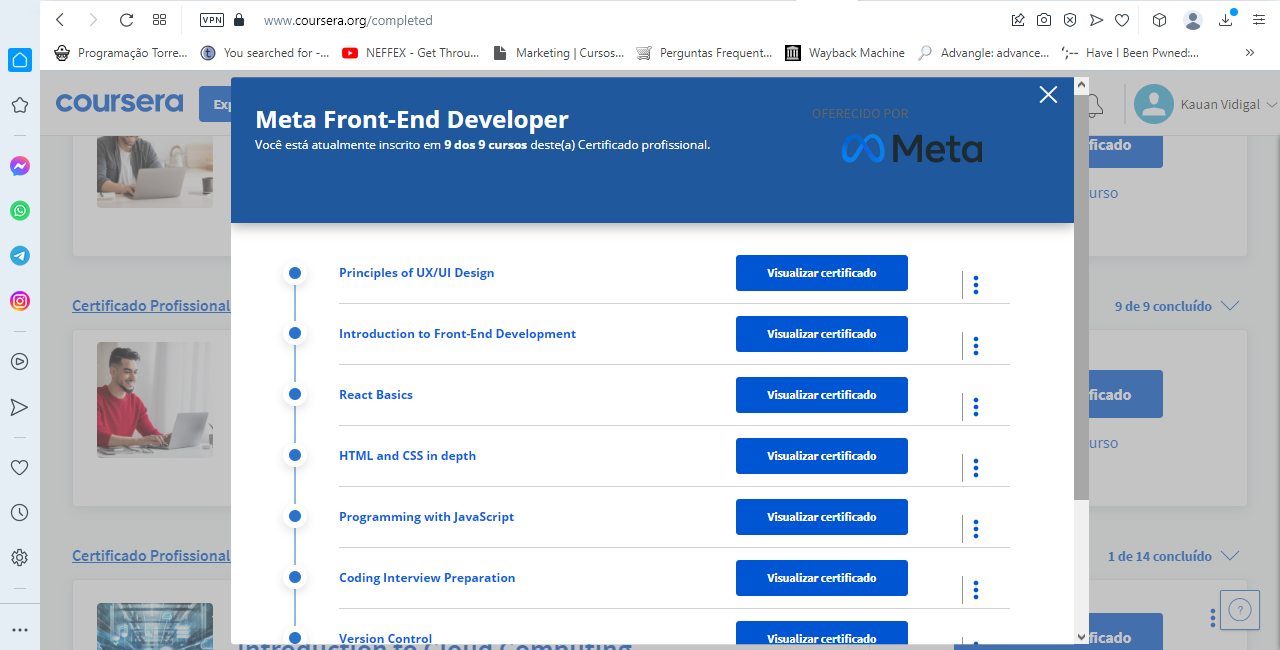 VPN
www.coursera.org/completed
Programação Torre...
You searched for -...
NEFFEX - Get Throu...
Marketing | Cursos...
Perguntas Frequent...
Wayback Machine
Advangle: advance...
Have I Been Pwned:...
coursera
Exp
Kauan Vidigal
Meta Front-End Developer
Você está atualmente inscrito em 9 dos 9 cursos deste(a) Certificado profissional.
OFERECIDO POR
Meta
ficado
urso
Principles of UX/UI Design
Visualizar certificado
Certificado Profissional
9 de 9 concluído
Introduction to Front-End Development
Visualizar certificado
React Basics
Visualizar certificado
ficado
urso
HTML and CSS in depth
Visualizar certificado
Programming with JavaScript
Visualizar certificado
Certificado Profissional
1 de 14 concluído
Coding Interview Preparation
Visualizar certificado
Version Control
Visualizar certificado
ficado
Introduction to Cloud Computing